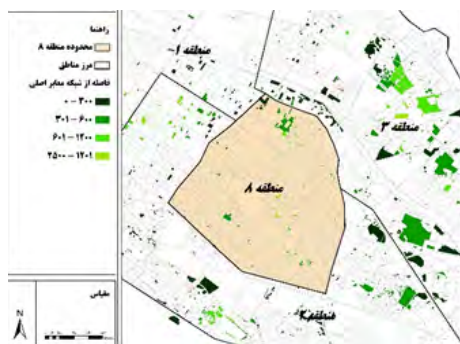 راهنما
محدوده منطقه ۸
مرز مناطق
فاصله از شبکه معابر اصلی
۰ - ۳۰۰
۳۰۱ - ۶۰۰
۶۰۱ - ۱۲۰۰
۱۲۰۱ - ۲۵۰۰
مقیاس
N
منطقه ۱
منطقه ۳
منطقه ۸
منطقه